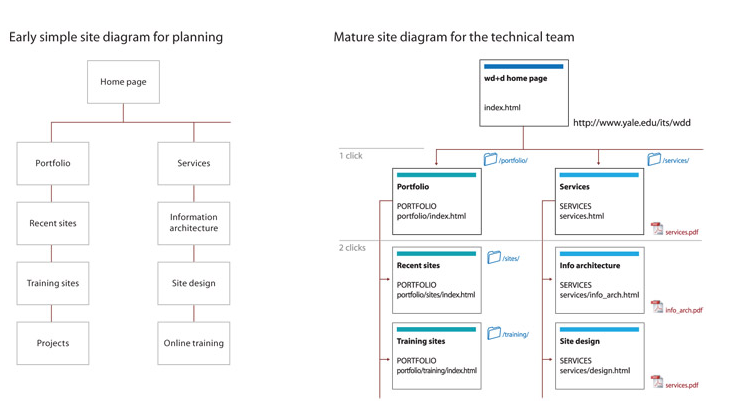 Early simple site diagram for planning
Home page
Portfolio
Services
Recent sites
Information
architecture
Training sites
Site design
Projects
Online training
Mature site diagram for the technical team
wd+d home page
index.html
http://www.yale.edu/its/wdd
1 click
/portfolio/
/services/
Portfolio
PORTFOLIO
portfolio/index.html
Services
SERVICES
services.html
services.pdf
2 clicks
/sites/
Recent sites
PORTFOLIO
portfolio/sites/index.html
Info architecture
SERVICES
services/info_arch.html
info_arch.pdf
/training/
Training sites
PORTFOLIO
portfolio/training/index.html
Site design
SERVICES
services/design.html
services.pdf